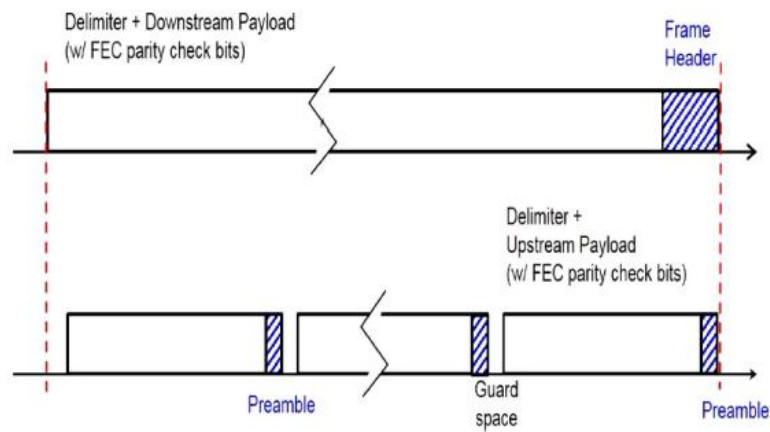 Delimiter + Downstream Payload
(w/ FEC parity check bits)
Frame
Header
Delimiter +
Upstream Payload
(w/ FEC parity check bits)
Preamble
Guard
space
Preamble